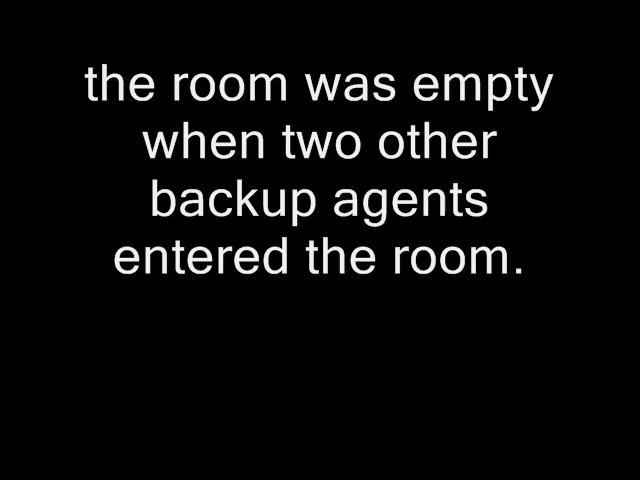 the room was empty
when two other
backup agents
entered the room.